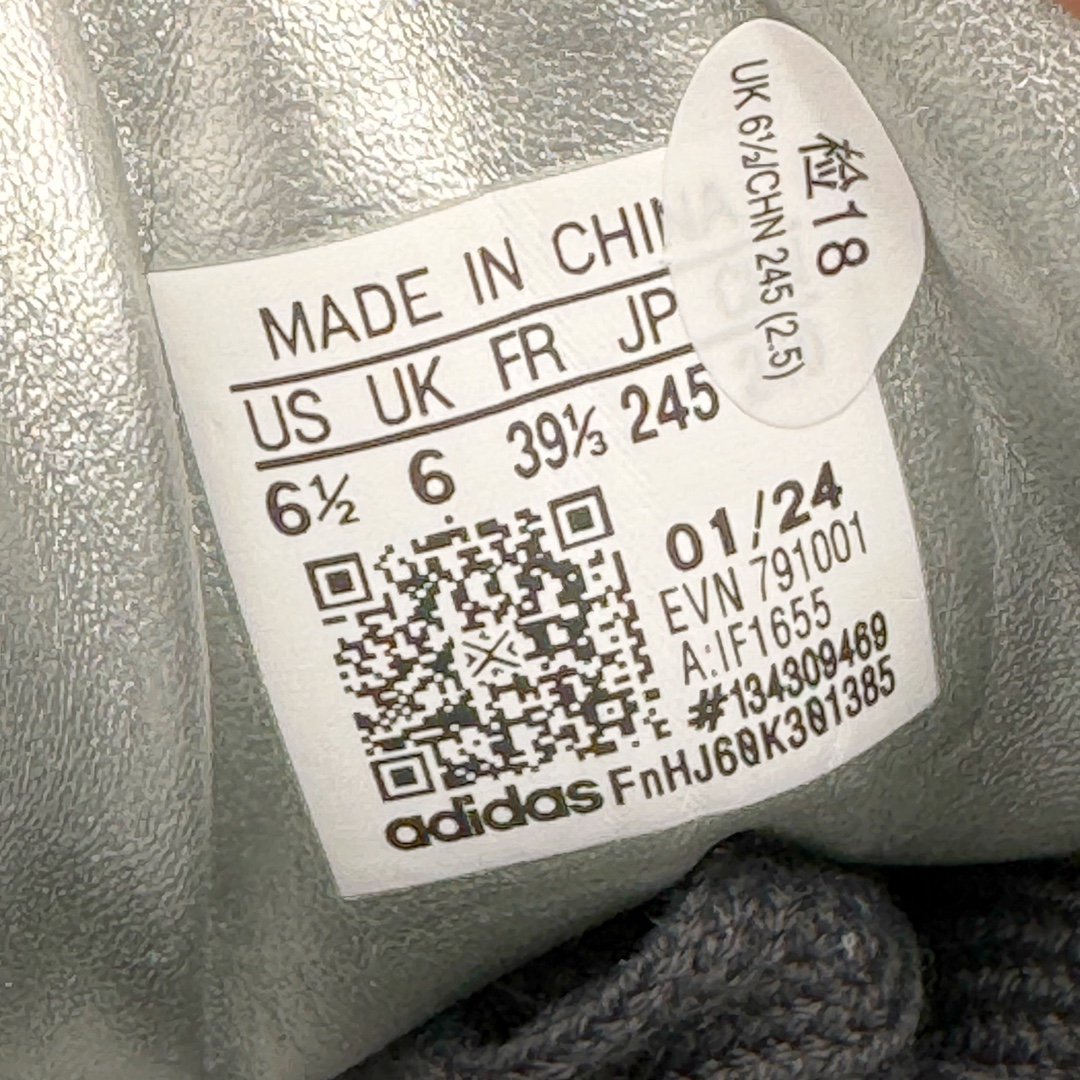 MADE IN CHIN
US UK FR JP
6½ 6 39⅓ 245
01/24
EVN 791001
A:IF1655
#134309469
adidas FnHJ60K301385
检18
UK 6½/CHN 245 (2.5)